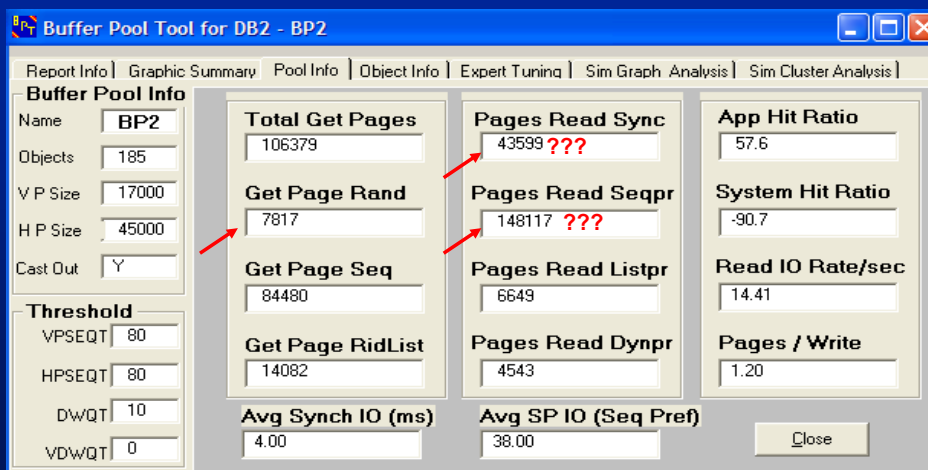 BPT Buffer Pool Tool for DB2 - BP2
Report Info Graphic Summary Pool Info Object Info Expert Tuning Sim Graph Analysis Sim Cluster Analysis
Buffer Pool Info
Name BP2
Objects 185
V P Size 17000
H P Size 45000
Cast Out Y
Threshold
VPSEQT 80
HPSEQT 80
DWQT 10
VDWQT 0
Total Get Pages
106379
Get Page Rand
7817
Get Page Seq
84480
Get Page RidList
14082
Pages Read Sync
43599 ???
Pages Read Seqpr
148117 ???
Pages Read Listpr
6649
Pages Read Dynpr
4543
App Hit Ratio
57.6
System Hit Ratio
-90.7
Read IO Rate/sec
14.41
Pages / Write
1.20
Avg Synch IO (ms)
4.00
Avg SP IO (Seq Pref)
38.00
Close